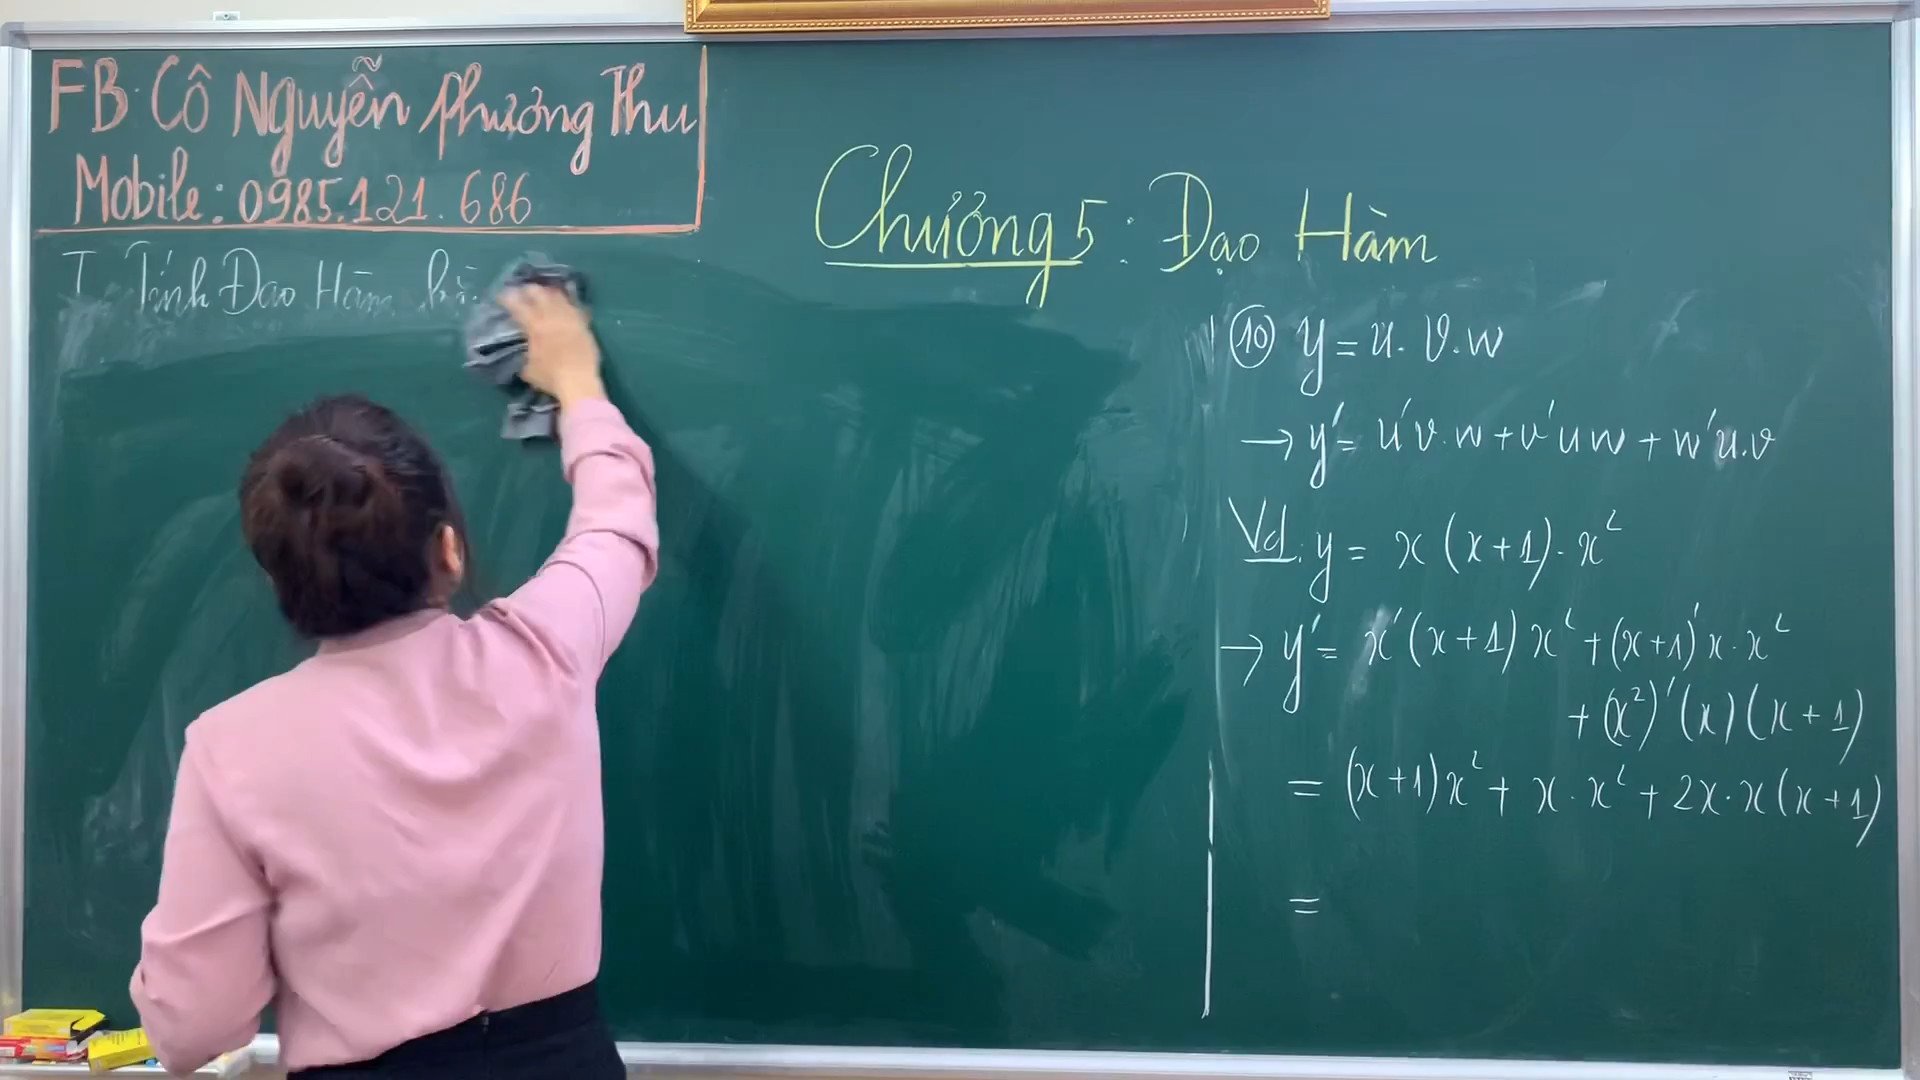 FB: Cô Nguyễn Phương Thu
Mobile: 0985.121.686
Chương 5: Đạo Hàm
I. Tính Đạo Hàm
⑩ y = u. v. w
→ y' = u'v.w + v'uw + w'u.v
Vd. y = x (x+1). x²
→ y' = x'(x+1) x² + (x+1)'x. x²
+ (x²)'(x)(x+1)
= (x+1)x² + x. x² + 2x. x(x+1)
=